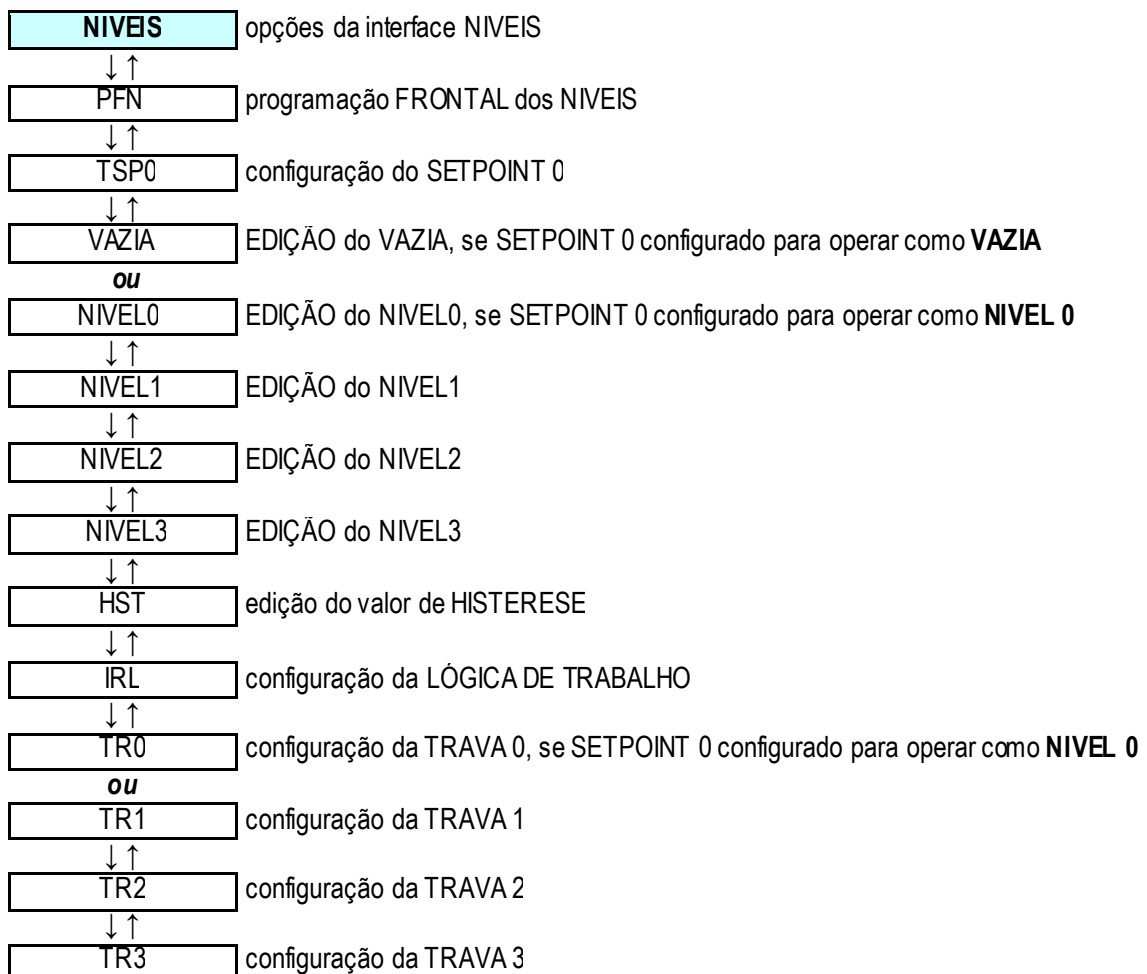 NIVEIS opções da interface NIVEIS
↓↑
PFN programação FRONTAL dos NIVEIS
↓↑
TSP0 configuração do SETPOINT 0
↓↑
VAZIA EDIÇÃO do VAZIA, se SETPOINT 0 configurado para operar como VAZIA
ou
NIVEL0 EDIÇÃO do NIVEL0, se SETPOINT 0 configurado para operar como NIVEL 0
↓↑
NIVEL1 EDIÇÃO do NIVEL1
↓↑
NIVEL2 EDIÇÃO do NIVEL2
↓↑
NIVEL3 EDIÇÃO do NIVEL3
↓↑
HST edição do valor de HISTERESE
↓↑
IRL configuração da LÓGICA DE TRABALHO
↓↑
TR0 configuração da TRAVA 0, se SETPOINT 0 configurado para operar como NIVEL 0
ou
TR1 configuração da TRAVA 1
↓↑
TR2 configuração da TRAVA 2
↓↑
TR3 configuração da TRAVA 3